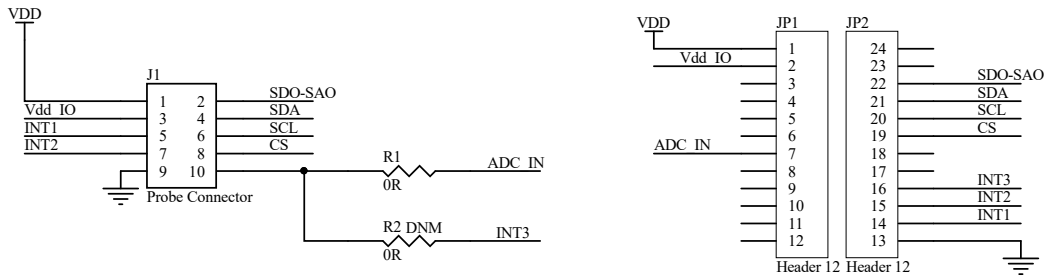 VDD
J1
1 2 SDO-SAO
Vdd_IO 3 4 SDA
INT1 5 6 SCL
INT2 7 8 CS
9 10
Probe Connector
R1
0R
ADC_IN
R2 DNM
0R
INT3
VDD
JP1
1
Vdd_IO 2
3
4
5
6
ADC_IN 7
8
9
10
11
12
Header 12
JP2
24
23
22 SDO-SAO
21 SDA
20 SCL
19 CS
18
17
16 INT3
15 INT2
14 INT1
13
Header 12